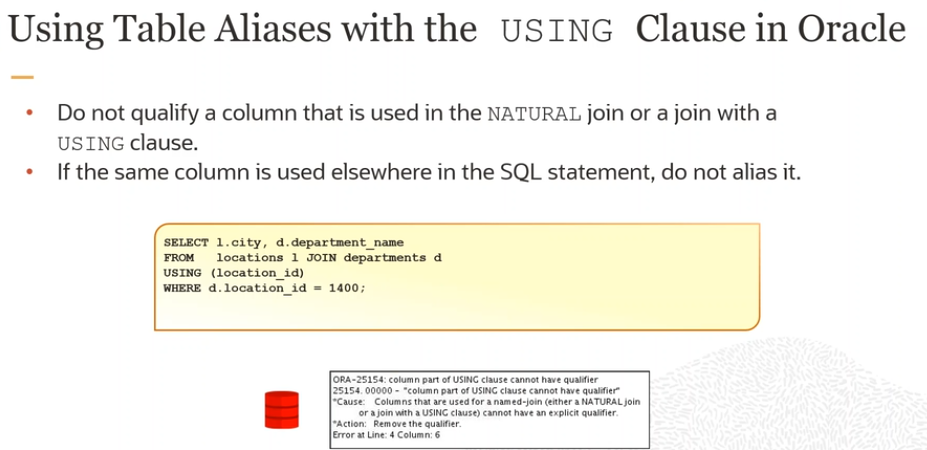 Using Table Aliases with the USING Clause in Oracle
• Do not qualify a column that is used in the NATURAL join or a join with a
USING clause.
• If the same column is used elsewhere in the SQL statement, do not alias it.
SELECT l.city, d.department_name
FROM   locations l JOIN departments d
USING (location_id)
WHERE d.location_id = 1400;
ORA-25154: column part of USING clause cannot have qualifier
25154. 00000 - "column part of USING clause cannot have qualifier"
*Cause:   Columns that are used for a named-join (either a NATURAL join
or a join with a USING clause) cannot have an explicit qualifier.
*Action:  Remove the qualifier.
Error at Line: 4 Column: 6